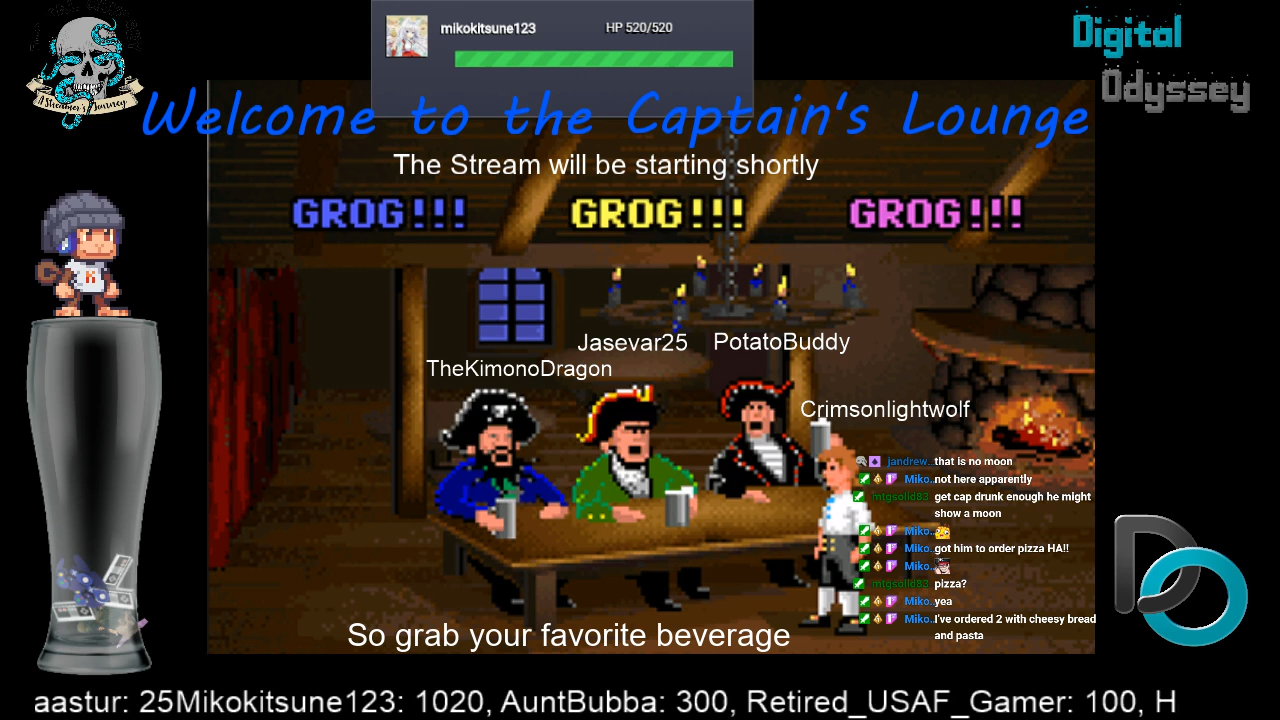 mikokitsune123 HP 520/520
Digital
Odyssey
A Streamer's Journey
Welcome to the Captain's Lounge
The Stream will be starting shortly
GROG!!! GROG!!! GROG!!!
K
Jasevar25 PotatoBuddy
TheKimonoDragon
Crimsonlightwolf
jandrew.. that is no moon
Miko.. not here apparently
mtgsolid83 get cap drunk enough he might
show a moon
Miko..
Miko.. got him to order pizza HA!!
Miko..
mtgsolid83 pizza?
Miko.. yea
Miko.. I've ordered 2 with cheesy bread
and pasta
DO
So grab your favorite beverage
aastur: 25Mikokitsune123: 1020, AuntBubba: 300, Retired_USAF_Gamer: 100, H